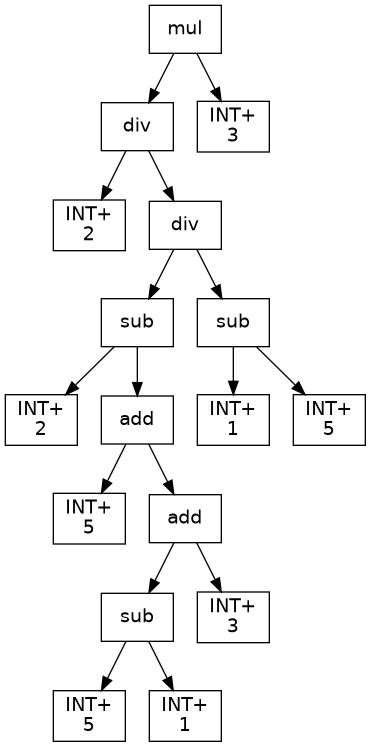 mul
div
INT+
3
INT+
2
div
sub
sub
INT+
2
add
INT+
1
INT+
5
INT+
5
add
sub
INT+
3
INT+
5
INT+
1